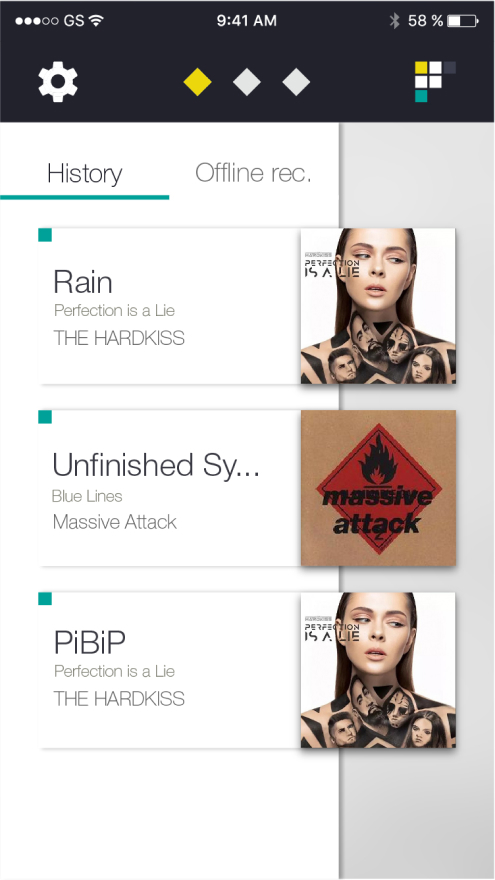 GS 9:41 AM 58 %
History Offline rec.
Rain
Perfection is a Lie
THE HARDKISS
PERFECTION
IS A LIE
Unfinished Sy...
Blue Lines
Massive Attack
massive
attack
PiBiP
Perfection is a Lie
THE HARDKISS
PERFECTION
IS A LIE